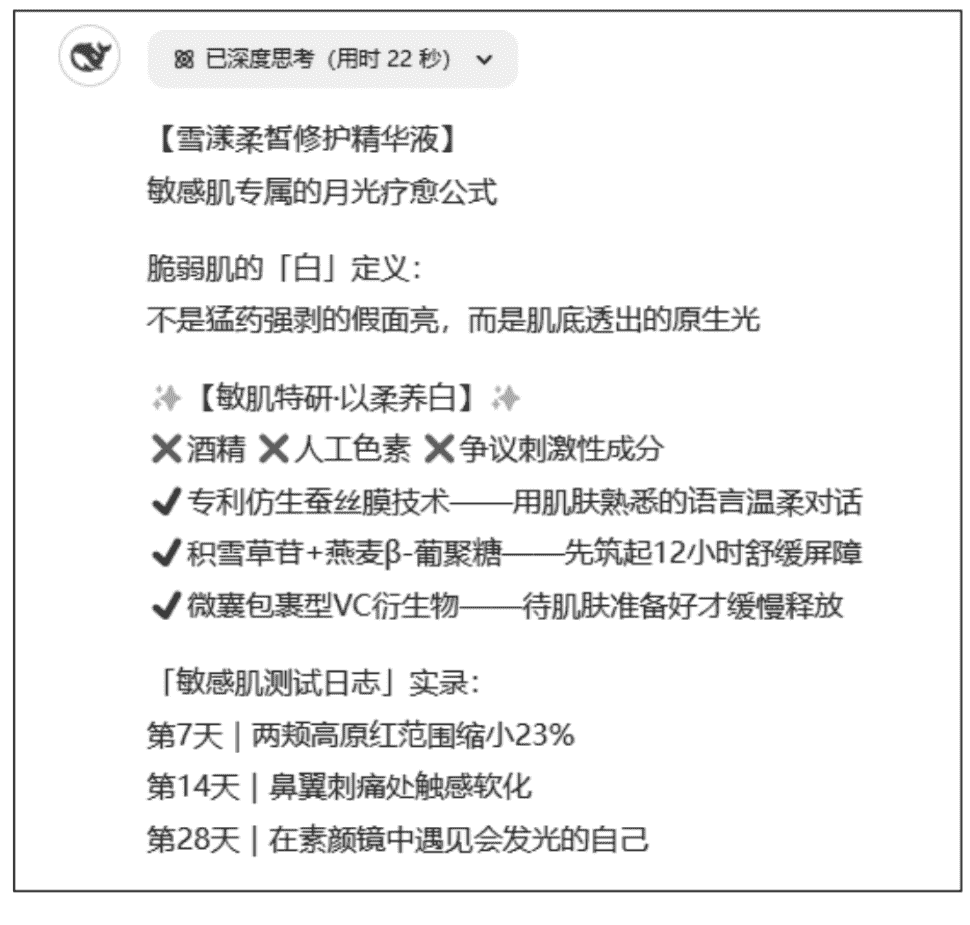 已深度思考（用时 22 秒）
【雪漾柔皙修护精华液】
敏感肌专属的月光疗愈公式
脆弱肌的「白」定义：
不是猛药强剥的假面亮，而是肌底透出的原生光
✨【敏肌特研·以柔养白】✨
❌酒精 ❌人工色素 ❌争议刺激性成分
✔专利仿生蚕丝膜技术——用肌肤熟悉的语言温柔对话
✔积雪草苷+燕麦β-葡聚糖——先筑起12小时舒缓屏障
✔微囊包裹型VC衍生物——待肌肤准备好才缓慢释放
「敏感肌测试日志」实录：
第7天｜两颊高原红范围缩小23%
第14天｜鼻翼刺痛处触感软化
第28天｜在素颜镜中遇见会发光的自己